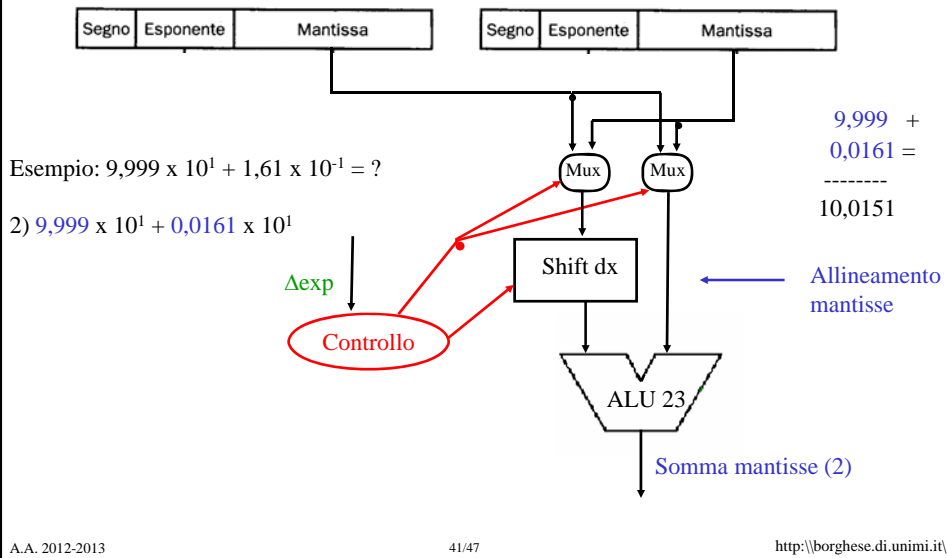 Segno Esponente Mantissa
Segno Esponente Mantissa
9,999 +
0,0161 =
--------
10,0151
Esempio: 9,999 x 10¹ + 1,61 x 10⁻¹ = ?
2) 9,999 x 10¹ + 0,0161 x 10¹
Mux
Mux
Shift dx
Δexp
Controllo
Allineamento
mantisse
ALU 23
Somma mantisse (2)
A.A. 2012-2013
41/47
http:\\borghese.di.unimi.it\